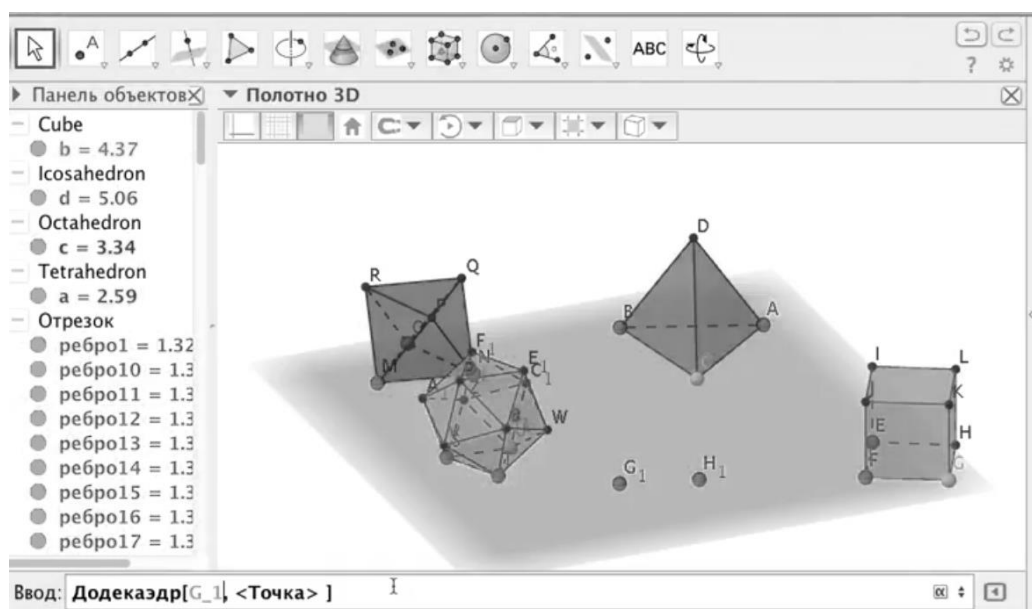 ABC
?
Панель объектов
Полотно 3D
Cube
b = 4.37
Icosahedron
d = 5.06
Octahedron
c = 3.34
Tetrahedron
a = 2.59
Отрезок
ребро1 = 1.32
ребро10 = 1.3
ребро11 = 1.3
ребро12 = 1.3
ребро13 = 1.3
ребро14 = 1.3
ребро15 = 1.3
ребро16 = 1.3
ребро17 = 1.3
D
R
Q
B
A
M
W
I
L
K
E
H
F
G
G₁
H₁
Ввод: Додекаэдр[G_1, <Точка> ]
α